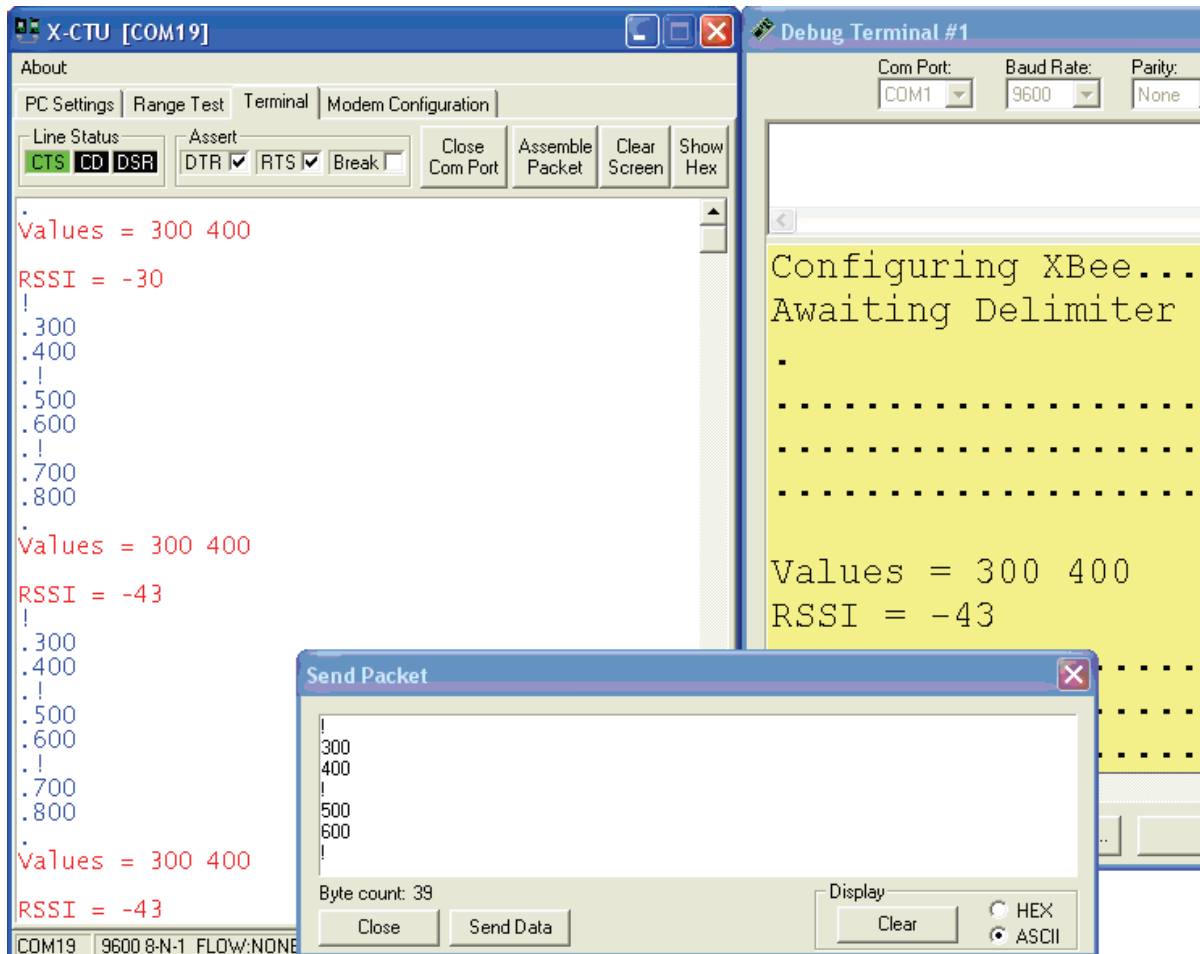 X-CTU [COM19]
About
PC Settings Range Test Terminal Modem Configuration
Line Status
CTS CD DSR
Assert
DTR RTS Break
Close Com Port
Assemble Packet
Clear Screen
Show Hex
.
Values = 300 400
RSSI = -30
!
.300
.400
.!
.500
.600
.!
.700
.800
.
Values = 300 400
RSSI = -43
!
.300
.400
.!
.500
.600
.!
.700
.800
.
Values = 300 400
RSSI = -43
COM19 9600 8-N-1 FLOW:NONE
Debug Terminal #1
Com Port: Baud Rate: Parity:
COM1 9600 None
Configuring XBee...
Awaiting Delimiter
.
...................
...................
...................
Values = 300 400
RSSI = -43
....
....
....
..
Send Packet
!
300
400
!
500
600
!
Byte count: 39
Close Send Data
Display
Clear
HEX
ASCII